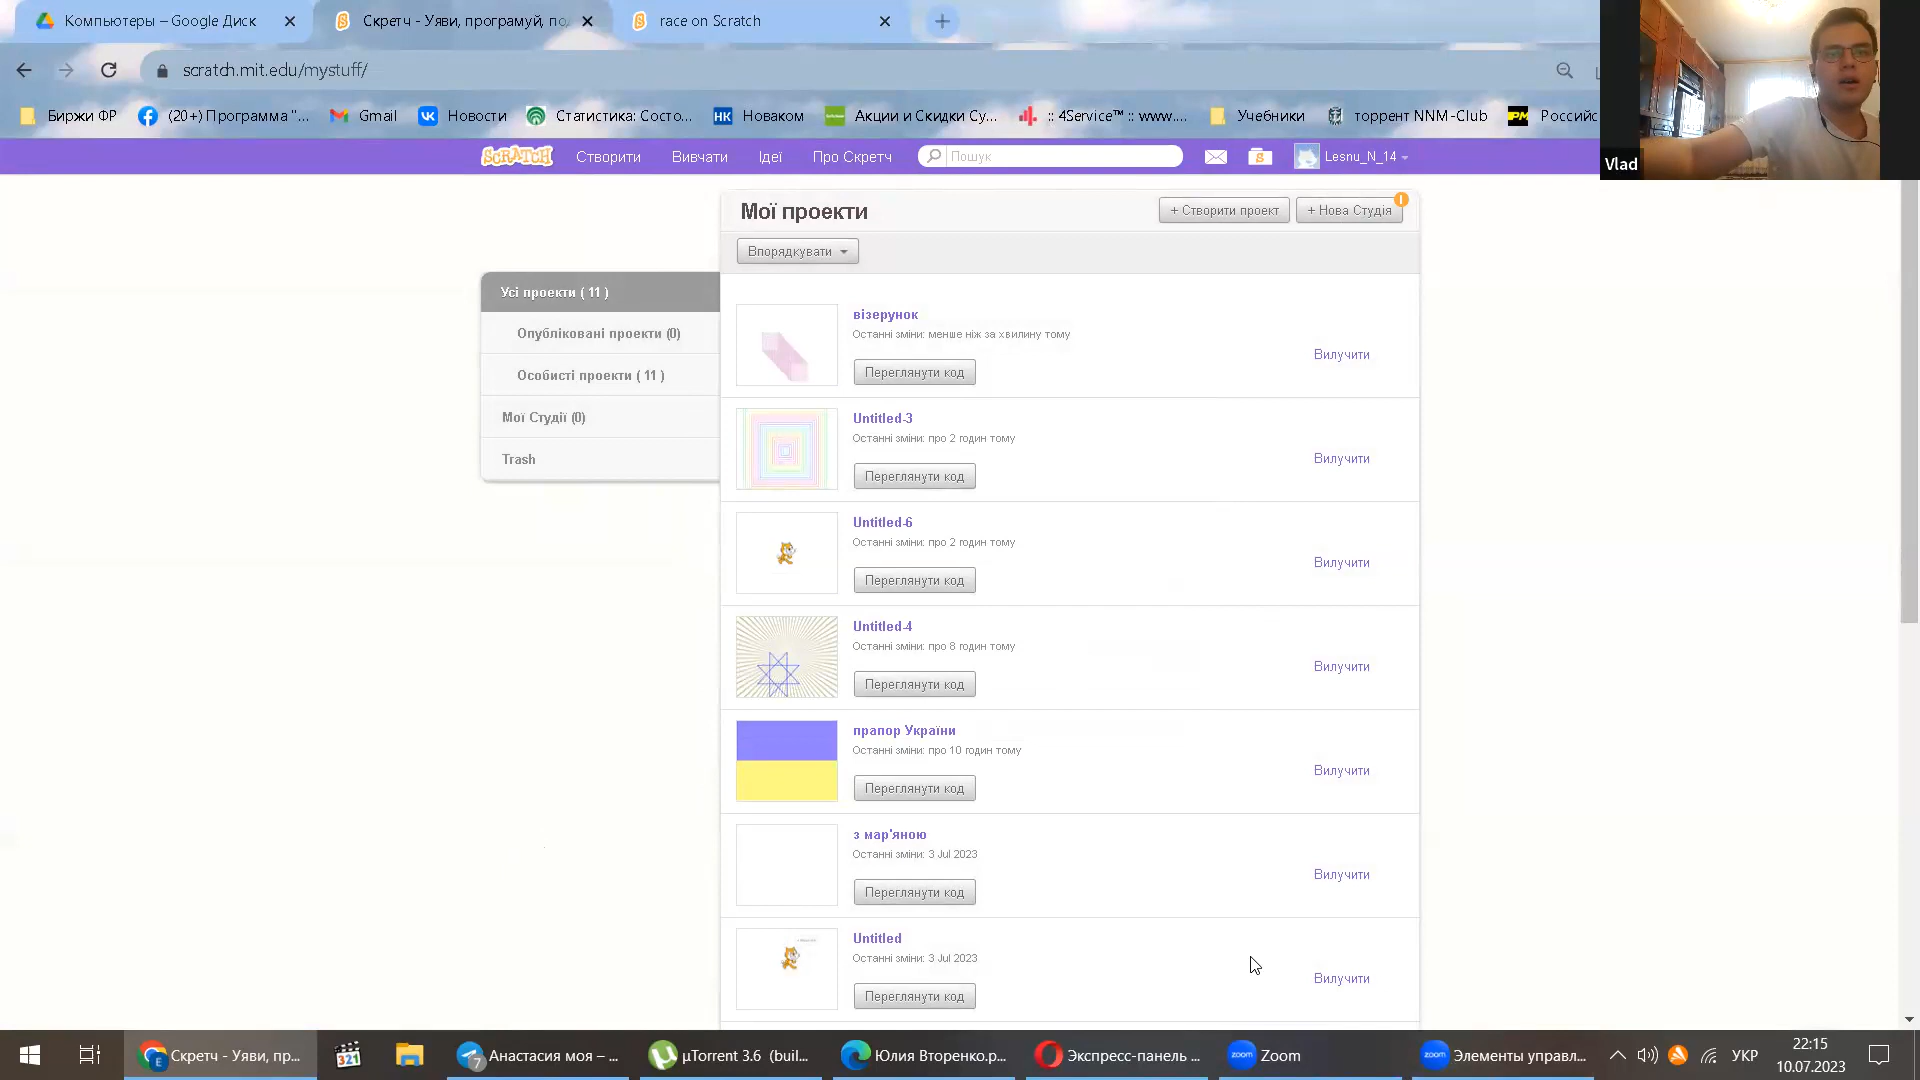 Компьютеры – Google Диск
Скретч - Уяви, програмуй, по
race on Scratch
scratch.mit.edu/mystuff/
Биржи ФР
(20+) Программа "...
Gmail
Новости
Статистика: Состо...
НК Новаком
Акции и Скидки Су...
:: 4Service™ :: www....
Учебники
торрент NNM-Club
Российс
Vlad
SCRATCH
Створити
Вивчати
Ідеї
Про Скретч
Пошук
Lesnu_N_14
Мої проекти
+ Створити проект
+ Нова Студія
Впорядкувати
Усі проекти ( 11 )
Опубліковані проекти (0)
Особисті проекти ( 11 )
Мої Студії (0)
Trash
візерунок
Останні зміни: менше ніж за хвилину тому
Переглянути код
Вилучити
Untitled-3
Останні зміни: про 2 годин тому
Переглянути код
Вилучити
Untitled-6
Останні зміни: про 2 годин тому
Переглянути код
Вилучити
Untitled-4
Останні зміни: про 8 годин тому
Переглянути код
Вилучити
прапор України
Останні зміни: про 10 годин тому
Переглянути код
Вилучити
з мар'яною
Останні зміни: 3 Jul 2023
Переглянути код
Вилучити
Untitled
Останні зміни: 3 Jul 2023
Переглянути код
Вилучити
Скретч - Уяви, пр...
321
7
Анастасия моя – ...
µTorrent 3.6 (buil...
Юлия Вторенко.p...
Экспресс-панель ...
zoom Zoom
zoom Элементы управл...
УКР
22:15
10.07.2023